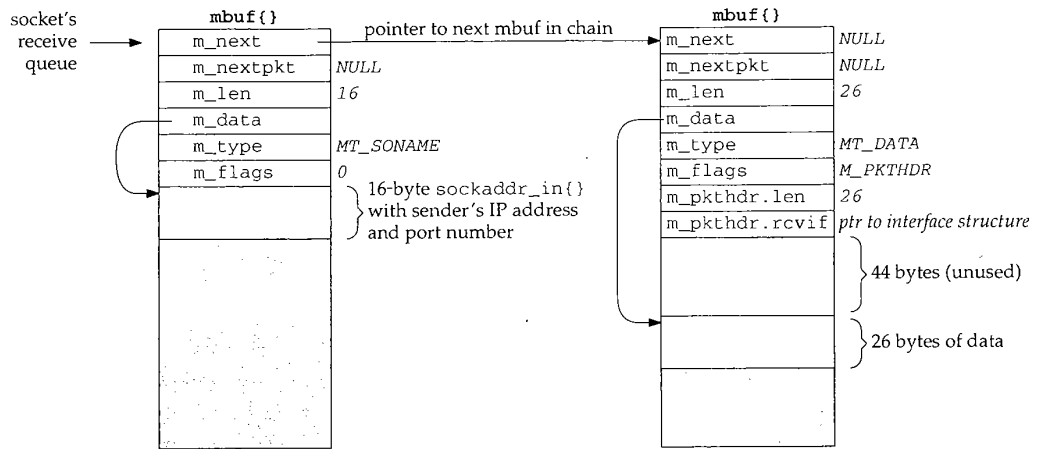 socket's
receive
queue
mbuf{}
m_next
m_nextpkt
NULL
m_len
16
m_data
m_type
MT_SONAME
m_flags
0
16-byte sockaddr_in{}
with sender's IP address
and port number
pointer to next mbuf in chain
mbuf{}
m_next
NULL
m_nextpkt
NULL
m_len
26
m_data
m_type
MT_DATA
m_flags
M_PKTHDR
m_pkthdr.len
26
m_pkthdr.rcvif
ptr to interface structure
44 bytes (unused)
26 bytes of data